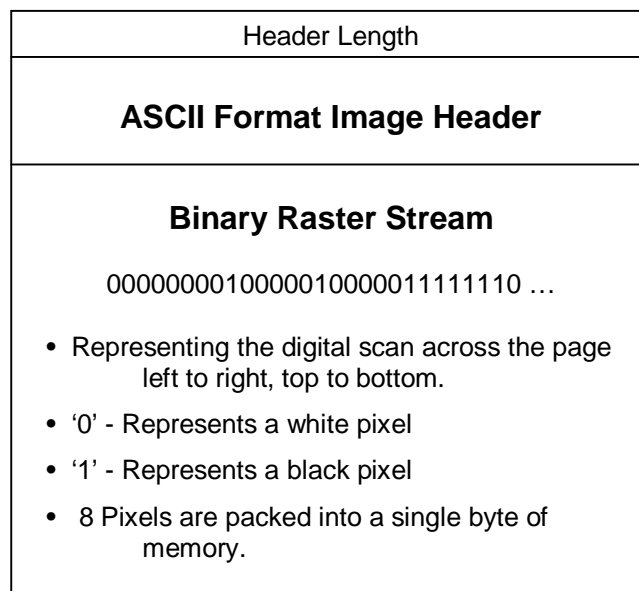 Header Length
ASCII Format Image Header
Binary Raster Stream
0000000010000010000011111110 …
• Representing the digital scan across the page
left to right, top to bottom.
• ‘0’ - Represents a white pixel
• ‘1’ - Represents a black pixel
• 8 Pixels are packed into a single byte of
memory.